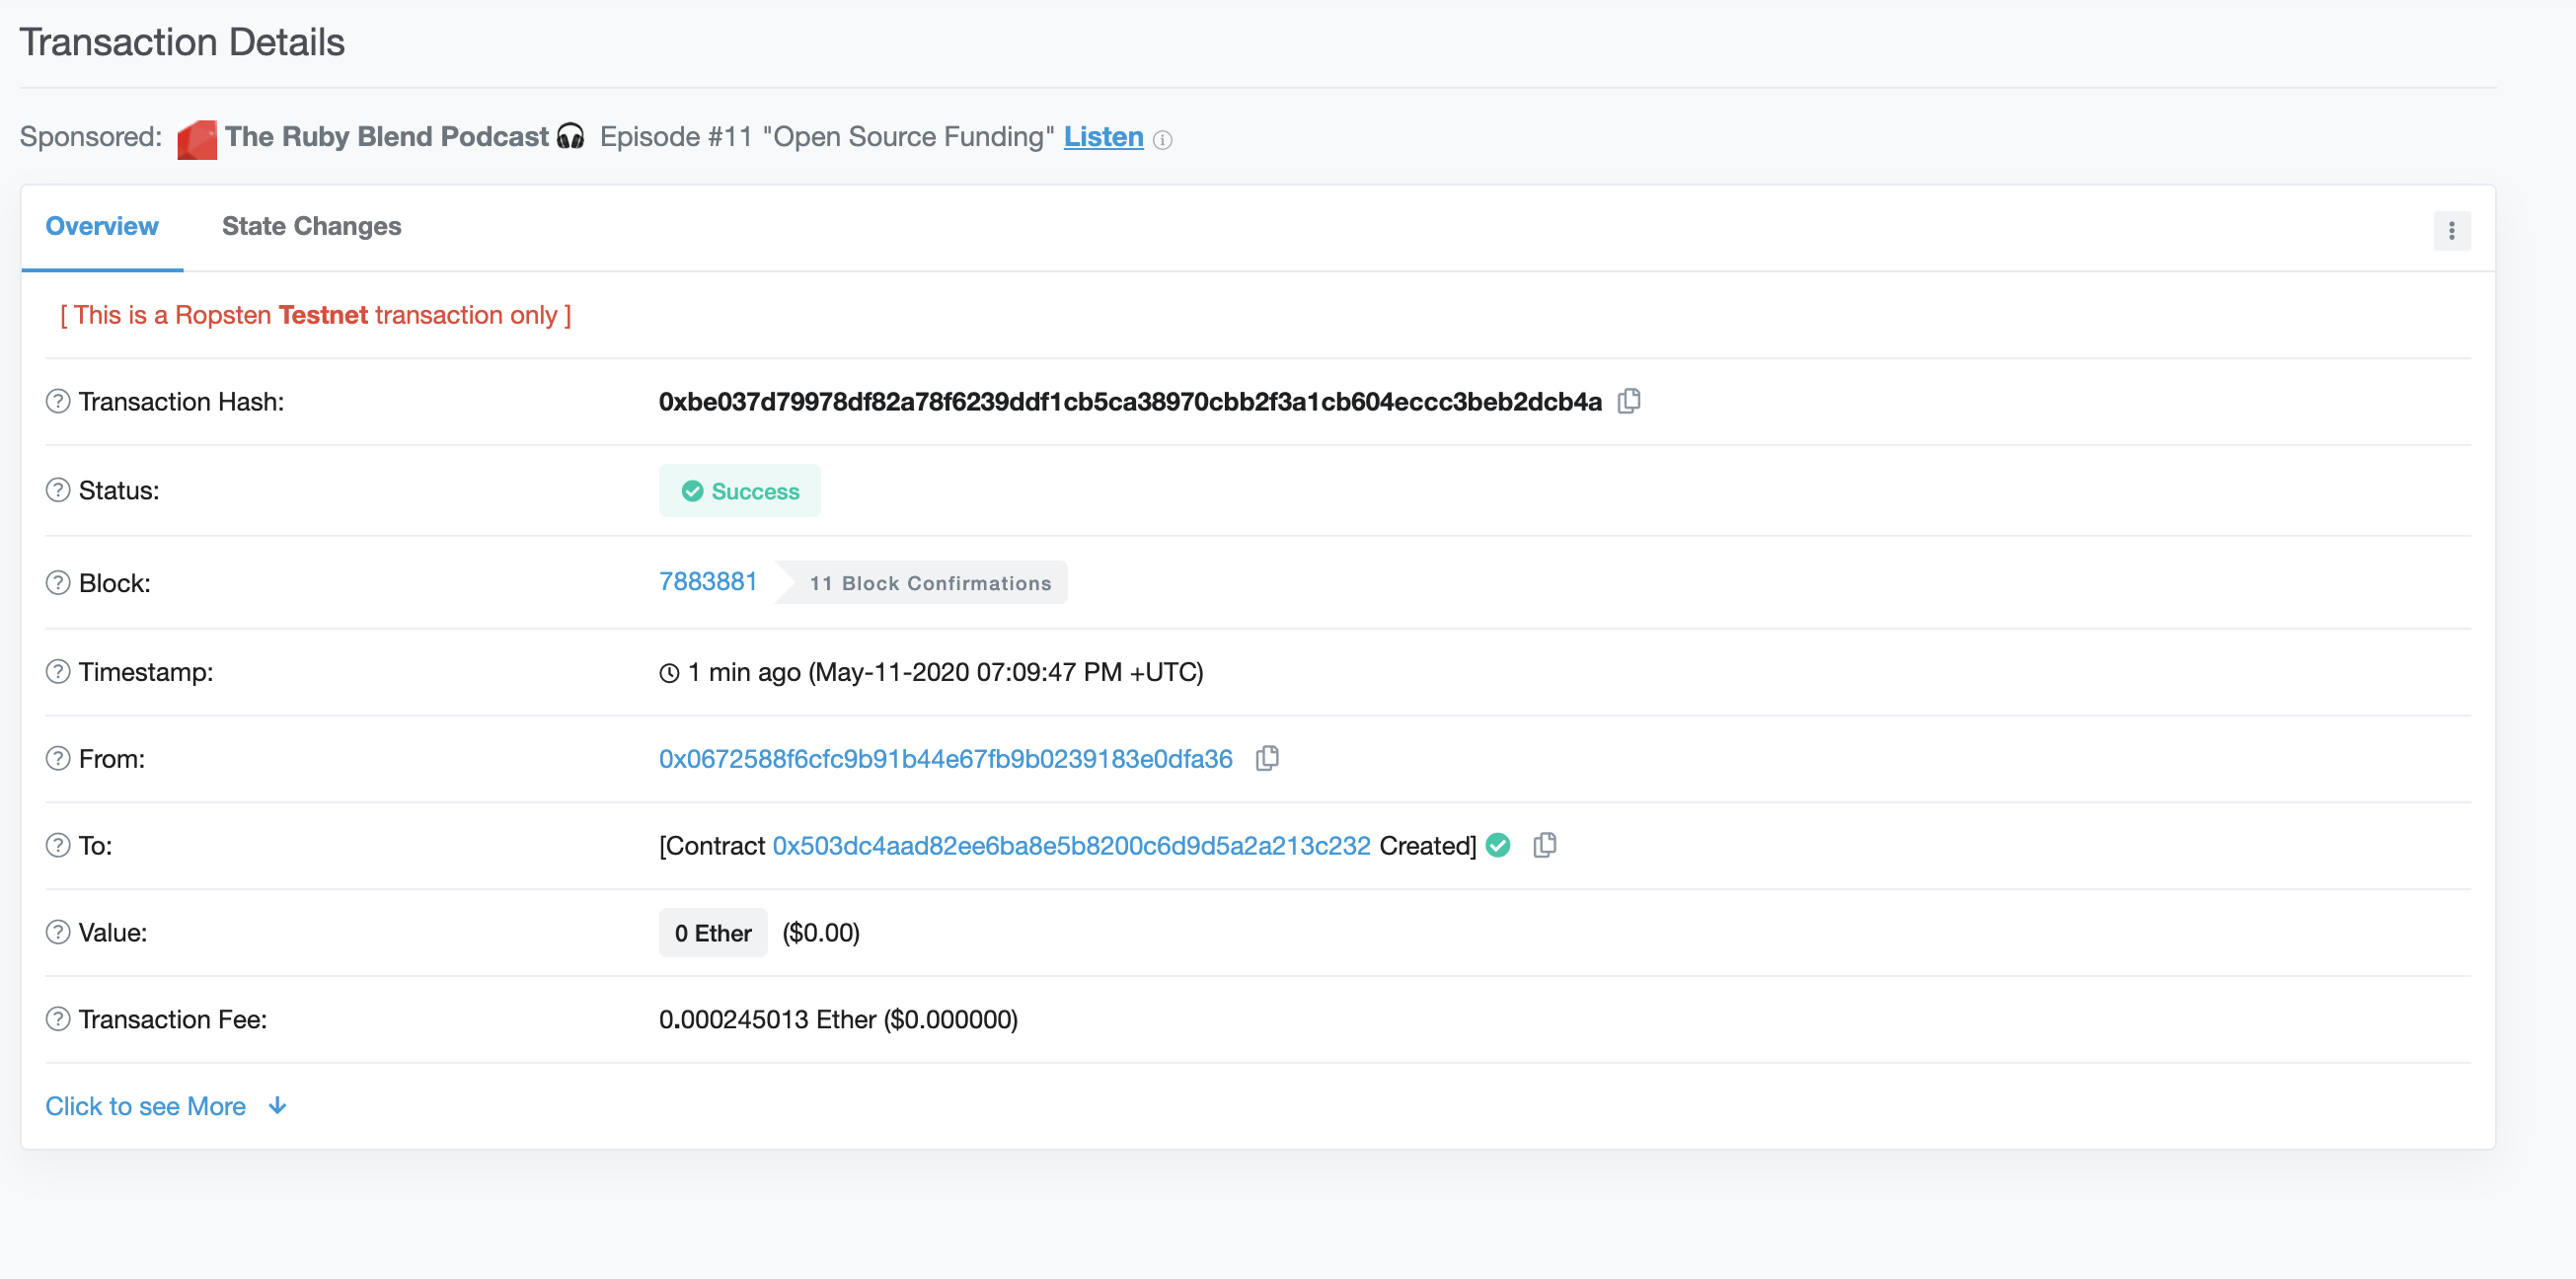 Transaction Details
Sponsored: The Ruby Blend Podcast🎧 Episode #11 "Open Source Funding" Listen
Overview State Changes
[ This is a Ropsten Testnet transaction only ]
Transaction Hash: 0xbe037d79978df82a78f6239ddf1cb5ca38970cbb2f3a1cb604eccc3beb2dcb4a
Status: Success
Block: 7883881 11 Block Confirmations
Timestamp: 1 min ago (May-11-2020 07:09:47 PM +UTC)
From: 0x0672588f6cfc9b91b44e67fb9b0239183e0dfa36
To: [Contract 0x503dc4aad82ee6ba8e5b8200c6d9d5a2a213c232 Created]
Value: 0 Ether ($0.00)
Transaction Fee: 0.000245013 Ether ($0.000000)
Click to see More